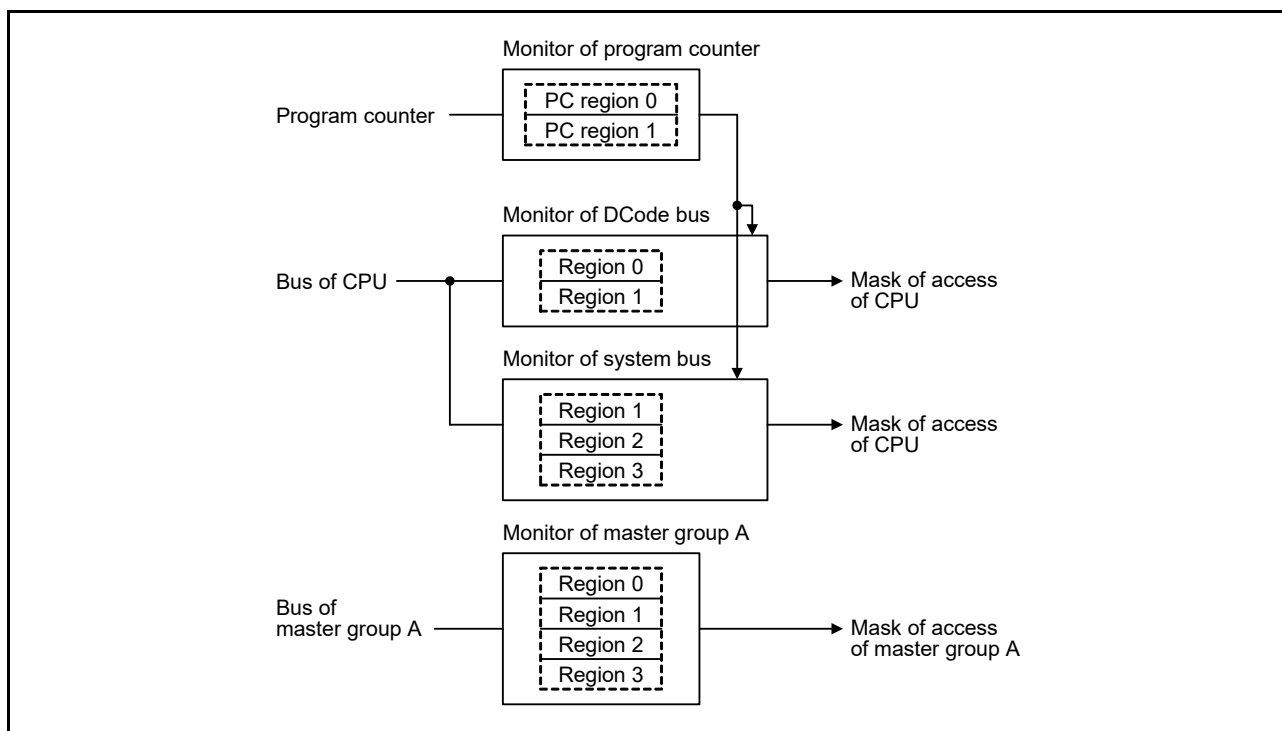 Monitor of program counter
Program counter
PC region 0
PC region 1
Monitor of DCode bus
Bus of CPU
Region 0
Region 1
Mask of access
of CPU
Monitor of system bus
Region 1
Region 2
Region 3
Mask of access
of CPU
Monitor of master group A
Bus of
master group A
Region 0
Region 1
Region 2
Region 3
Mask of access
of master group A